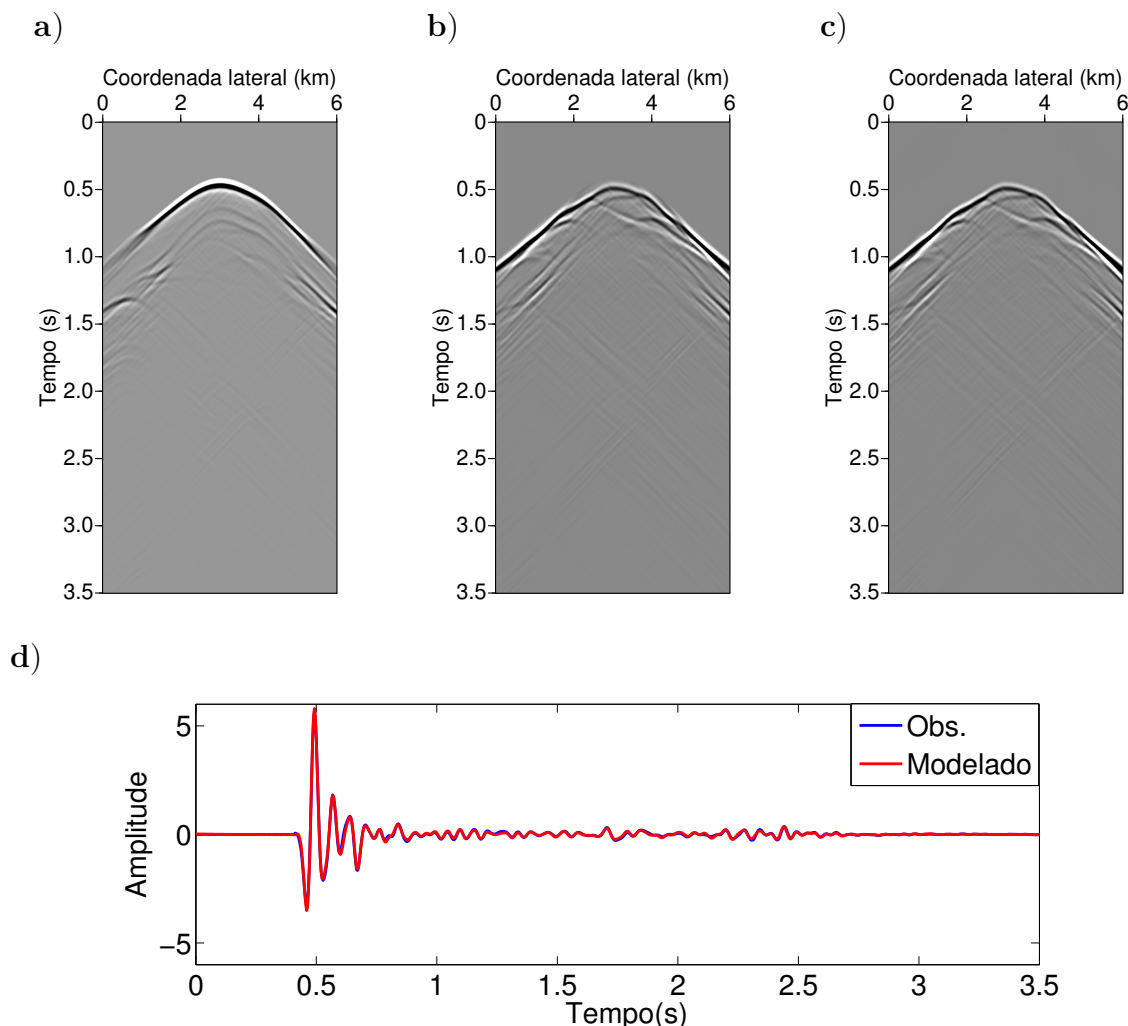 a)
Coordenada lateral (km)
0 2 4 6
0
0.5
1.0
1.5
2.0
2.5
3.0
3.5
Tempo (s)
b)
Coordenada lateral (km)
0 2 4 6
0
0.5
1.0
1.5
2.0
2.5
3.0
3.5
Tempo (s)
c)
Coordenada lateral (km)
0 2 4 6
0
0.5
1.0
1.5
2.0
2.5
3.0
3.5
Tempo (s)
d)
5
0
−5
Amplitude
Obs.
Modelado
0 0.5 1 1.5 2 2.5 3 3.5
Tempo(s)